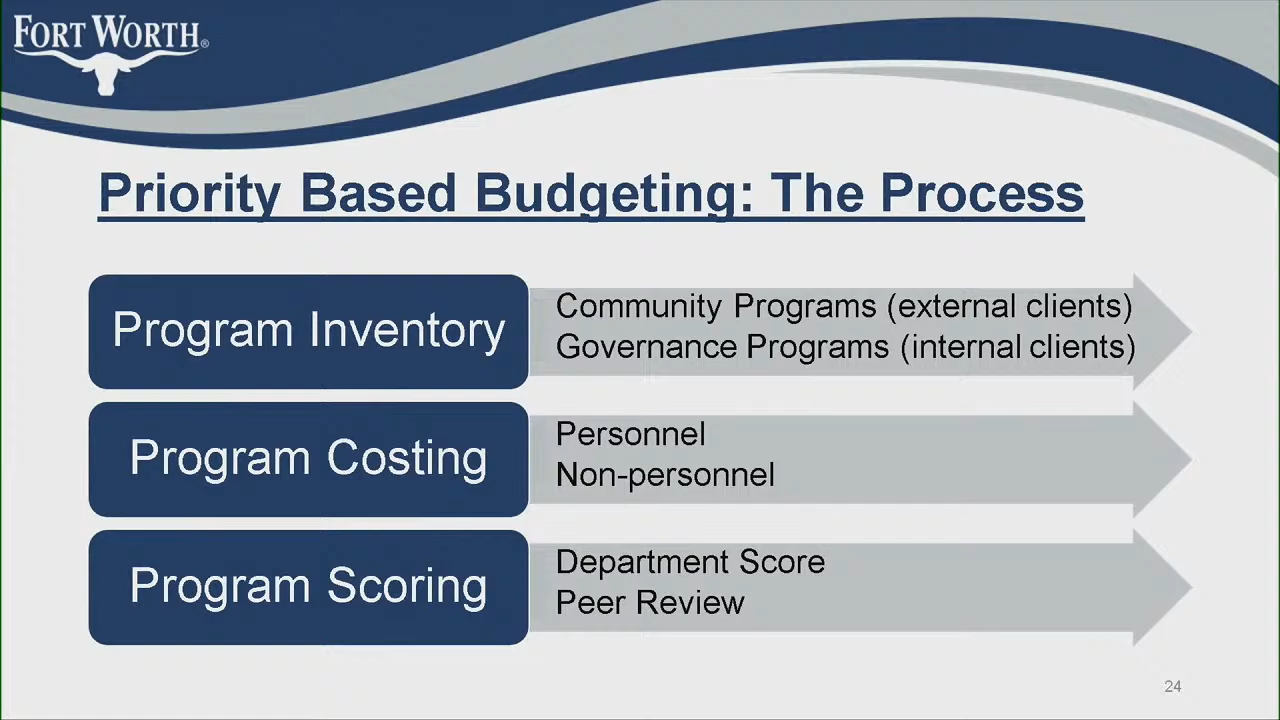 FORT WORTH®
Priority Based Budgeting: The Process
Program Inventory
Community Programs (external clients)
Governance Programs (internal clients)
Program Costing
Personnel
Non-personnel
Program Scoring
Department Score
Peer Review
24